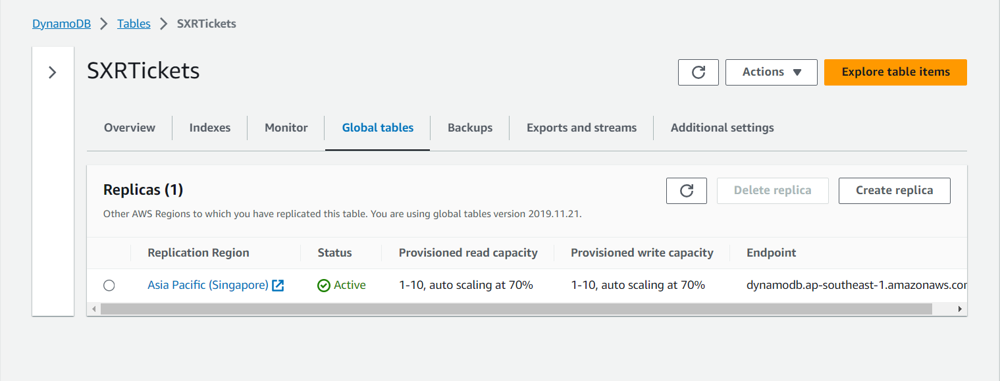 DynamoDB > Tables > SXRTickets
SXRTickets
Actions
Explore table items
Overview
Indexes
Monitor
Global tables
Backups
Exports and streams
Additional settings
Replicas (1)
Delete replica
Create replica
Other AWS Regions to which you have replicated this table. You are using global tables version 2019.11.21.
Replication Region
Status
Provisioned read capacity
Provisioned write capacity
Endpoint
Asia Pacific (Singapore)
Active
1-10, auto scaling at 70%
1-10, auto scaling at 70%
dynamodb.ap-southeast-1.amazonaws.com